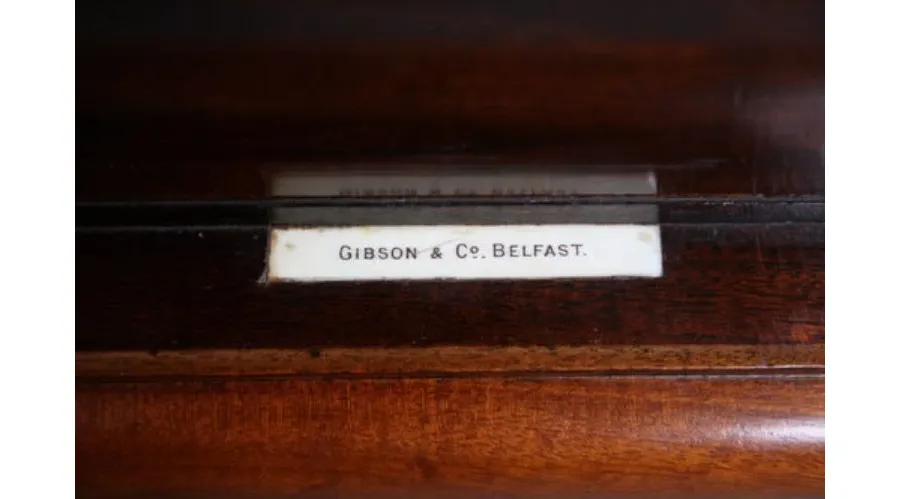 GIBSON & Cº. BELFAST.